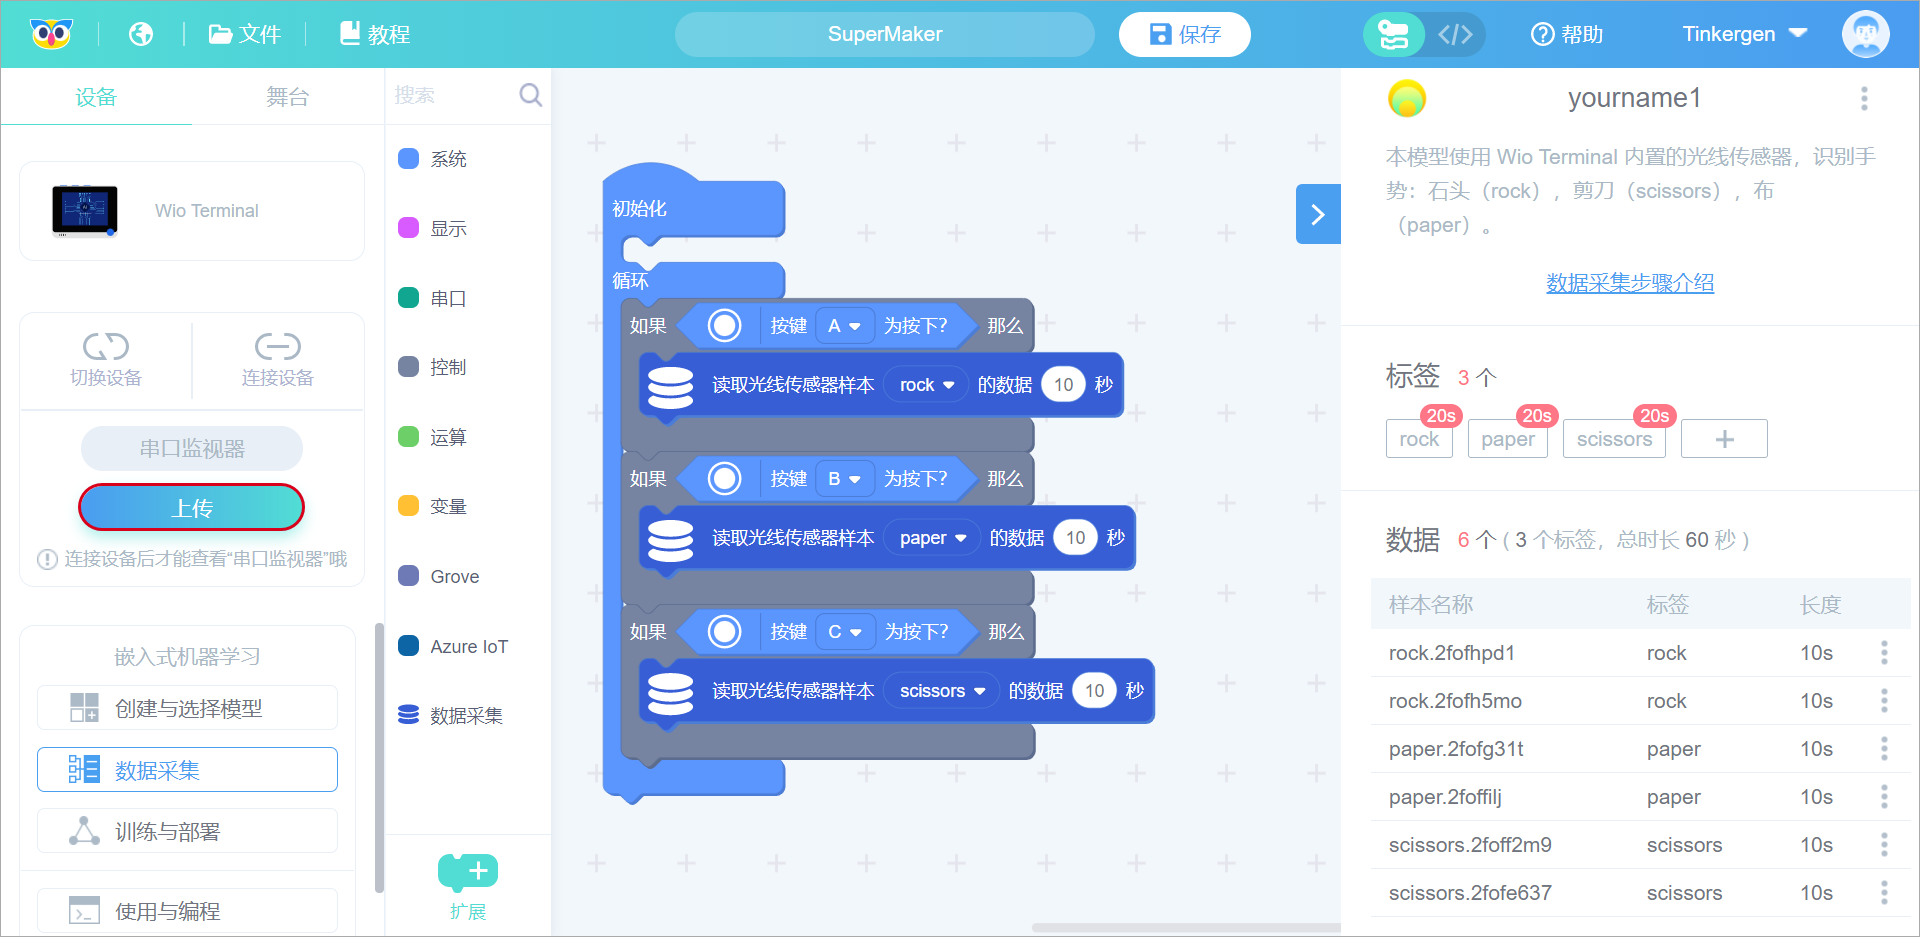 文件
教程
SuperMaker
保存
</>
帮助
Tinkergen
设备
舞台
Wio Terminal
切换设备
连接设备
串口监视器
上传
连接设备后才能查看“串口监视器”哦
嵌入式机器学习
创建与选择模型
数据采集
训练与部署
使用与编程
搜索
系统
显示
串口
控制
运算
变量
Grove
Azure IoT
数据采集
扩展
初始化
循环
如果 按键 A 为按下? 那么
读取光线传感器样本 rock 的数据 10 秒
如果 按键 B 为按下? 那么
读取光线传感器样本 paper 的数据 10 秒
如果 按键 C 为按下? 那么
读取光线传感器样本 scissors 的数据 10 秒
yourname1
本模型使用 Wio Terminal 内置的光线传感器，识别手
势：石头（rock），剪刀（scissors），布
（paper）。
数据采集步骤介绍
标签 3 个
20s 20s 20s
rock paper scissors +
数据 6 个 ( 3 个标签，总时长 60 秒 )
样本名称 标签 长度
rock.2fofhpd1 rock 10s
rock.2fofh5mo rock 10s
paper.2fofg31t paper 10s
paper.2foffilj paper 10s
scissors.2foff2m9 scissors 10s
scissors.2fofe637 scissors 10s